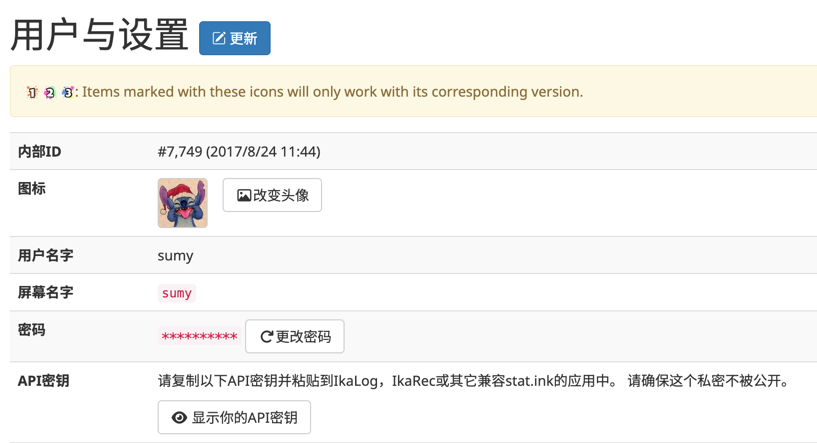 用户与设置 更新
1 2 3: Items marked with these icons will only work with its corresponding version.
内部ID #7,749 (2017/8/24 11:44)
图标 改变头像
用户名字 sumy
屏幕名字 sumy
密码 ********** 更改密码
API密钥 请复制以下API密钥并粘贴到IkaLog，IkaRec或其它兼容stat.ink的应用中。 请确保这个私密不被公开。
显示你的API密钥